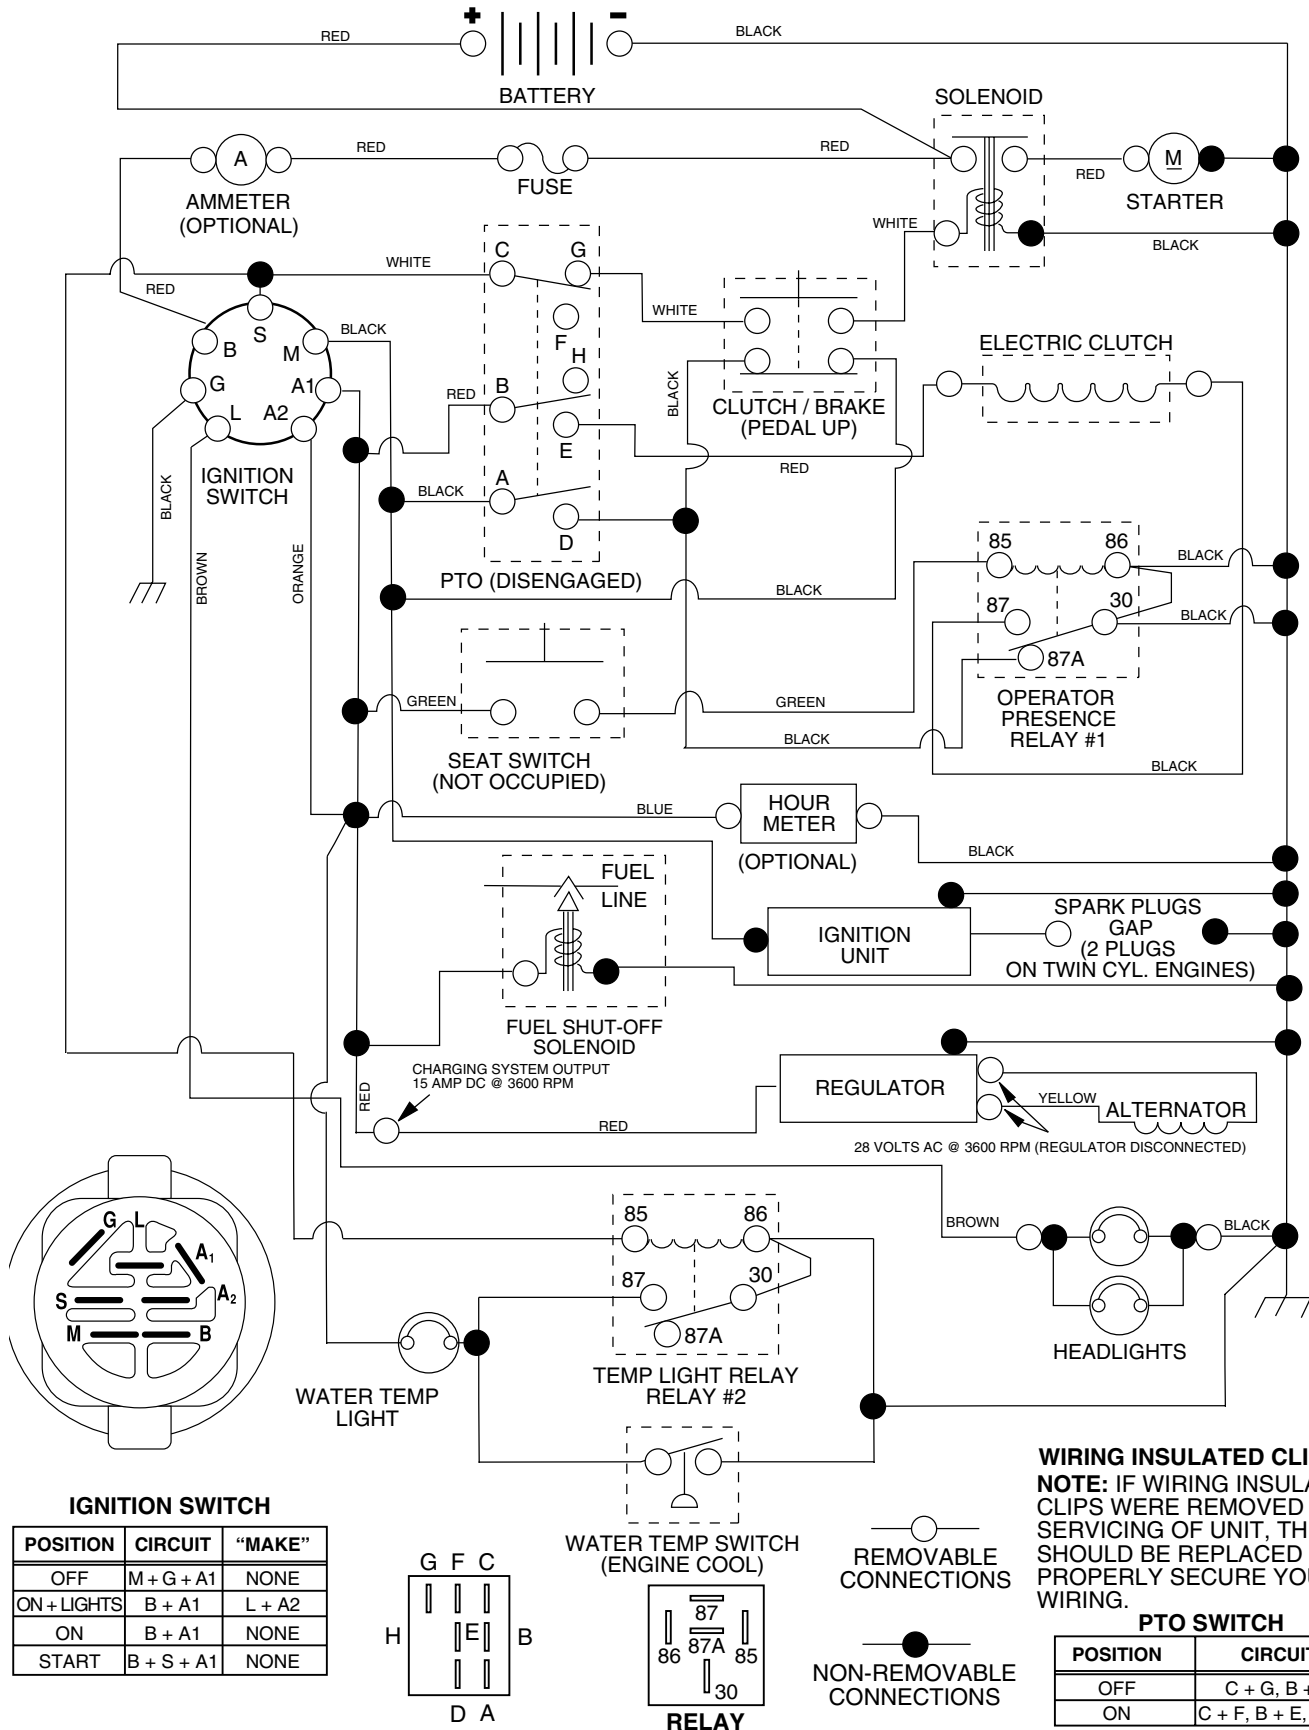 + -
RED
BLACK
BATTERY
SOLENOID
RED
RED
A
M
AMMETER
(OPTIONAL)
FUSE
RED
STARTER
WHITE
BLACK
C G
WHITE
RED
S
B
M
BLACK
F
H
WHITE
ELECTRIC CLUTCH
G
A1
L A2
B
RED
E
BLACK
CLUTCH / BRAKE
(PEDAL UP)
RED
IGNITION
SWITCH
BLACK
BLACK
A
D
PTO (DISENGAGED)
BROWN
ORANGE
BLACK
85 86
BLACK
87 30
BLACK
87A
OPERATOR
PRESENCE
RELAY #1
GREEN
GREEN
SEAT SWITCH
(NOT OCCUPIED)
BLACK
BLACK
BLUE
HOUR
METER
(OPTIONAL)
BLACK
FUEL
LINE
IGNITION
UNIT
SPARK PLUGS
GAP
(2 PLUGS
ON TWIN CYL. ENGINES)
FUEL SHUT-OFF
SOLENOID
CHARGING SYSTEM OUTPUT
15 AMP DC @ 3600 RPM
RED
RED
REGULATOR
YELLOW
ALTERNATOR
28 VOLTS AC @ 3600 RPM (REGULATOR DISCONNECTED)
G L
A1
A2
S
M B
85 86
87 30
87A
TEMP LIGHT RELAY
RELAY #2
BROWN
BLACK
HEADLIGHTS
WATER TEMP
LIGHT
WATER TEMP SWITCH
(ENGINE COOL)
IGNITION SWITCH
POSITION CIRCUIT “MAKE”
OFF M + G + A1 NONE
ON + LIGHTS B + A1 L + A2
ON B + A1 NONE
START B + S + A1 NONE
G F C
H E B
D A
87
86 87A 85
30
RELAY
REMOVABLE
CONNECTIONS
NON-REMOVABLE
CONNECTIONS
WIRING INSULATED CLI
NOTE: IF WIRING INSULA
CLIPS WERE REMOVED
SERVICING OF UNIT, TH
SHOULD BE REPLACED
PROPERLY SECURE YOU
WIRING.
PTO SWITCH
POSITION CIRCUIT
OFF C + G, B +
ON C + F, B + E,